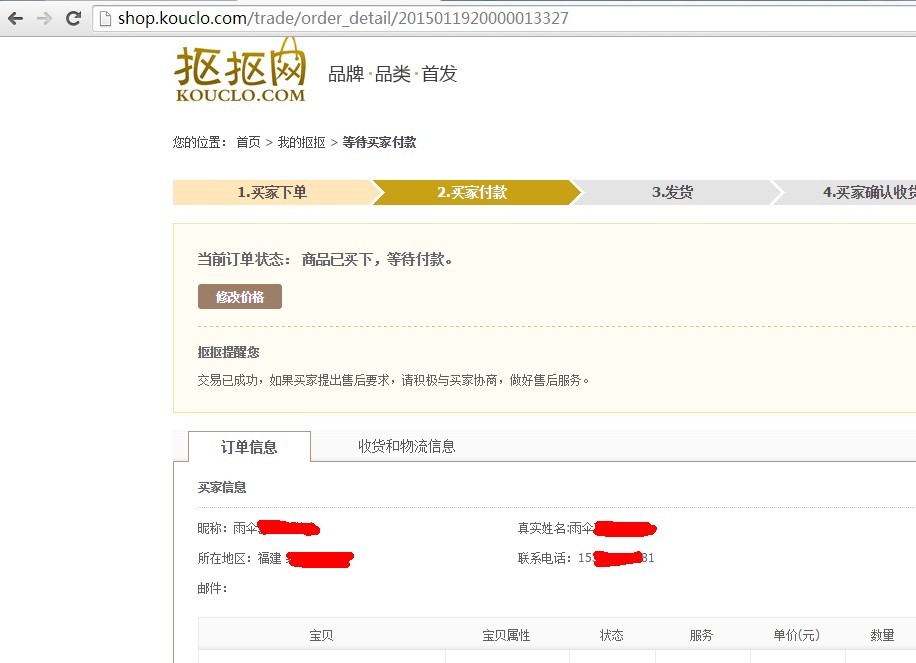 shop.kouclo.com/trade/order_detail/2015011920000013327
抠抠网
KOUCLO.COM
品牌·品类·首发
您的位置： 首页 > 我的抠抠 > 等待买家付款
1.买家下单 2.买家付款 3.发货 4.买家确认收货
当前订单状态： 商品已买下，等待付款。
修改价格
抠抠提醒您
交易已成功，如果买家提出售后要求，请积极与买家协商，做好售后服务。
订单信息 收货和物流信息
买家信息
昵称：雨伞 真实姓名:雨伞
所在地区：福建 联系电话：15 31
邮件：
宝贝 宝贝属性 状态 服务 单价(元) 数量